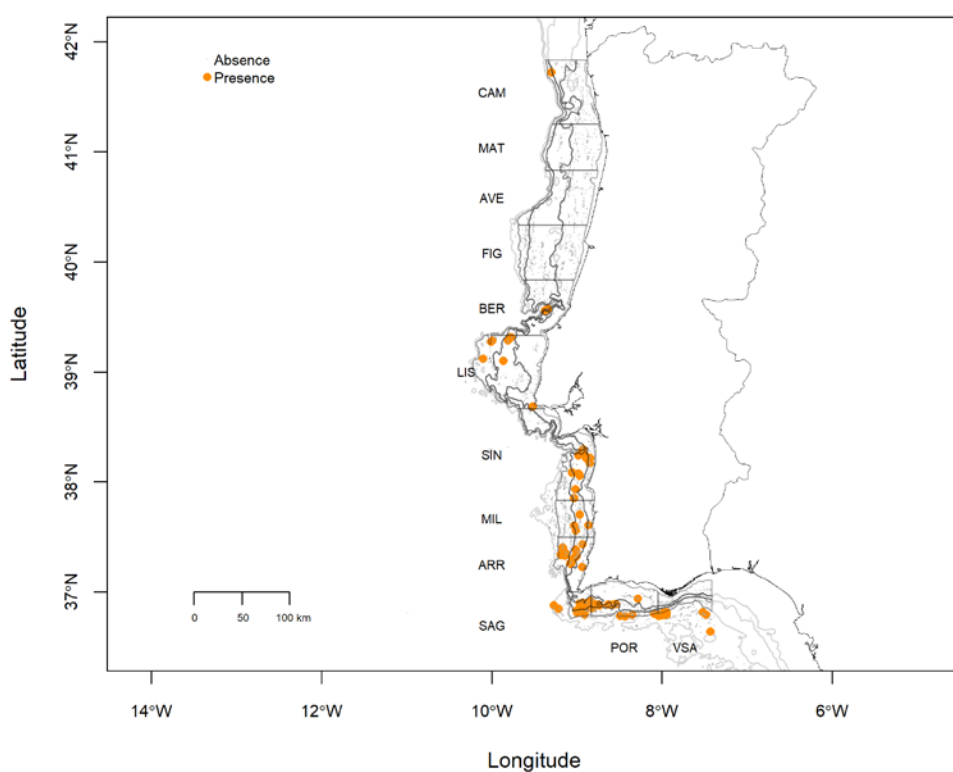 Absence
Presence
42°N
41°N
40°N
39°N
38°N
37°N
Latitude
CAM
MAT
AVE
FIG
BER
LIS
SIN
MIL
ARR
SAG
POR
VSA
0
50
100 km
14°W
12°W
10°W
8°W
6°W
Longitude